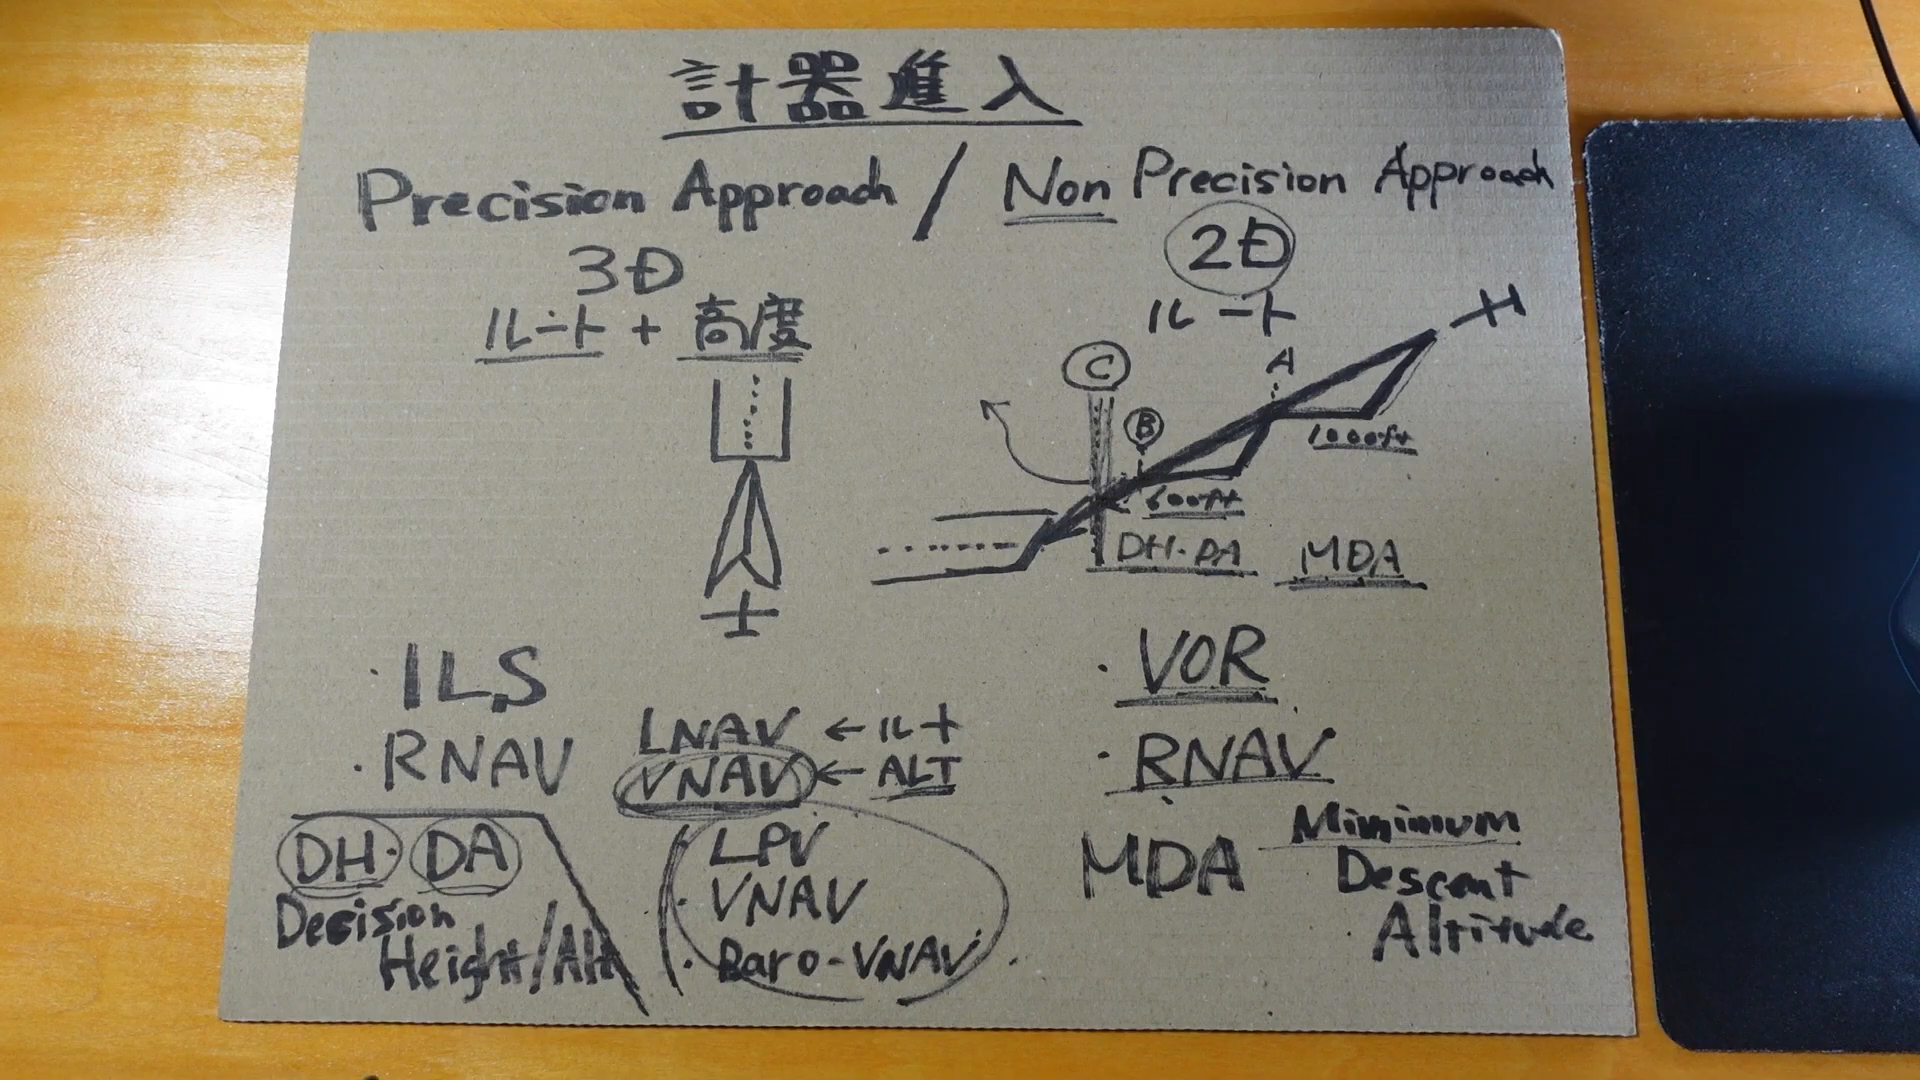 計器進入
Precision Approach / Non Precision Approach
3D
ルート + 高度
2D
ルート
A
C
B
1000ft
600ft
DH・DA
MDA
・ILS
・RNAV
LNAV ← ルート
VNAV ← ALT
LPV
・VNAV
・Baro-VNAV
DH・DA
Decision
Height/Alt
・VOR
・RNAV
MDA
Mimimum
Descent
Altitude